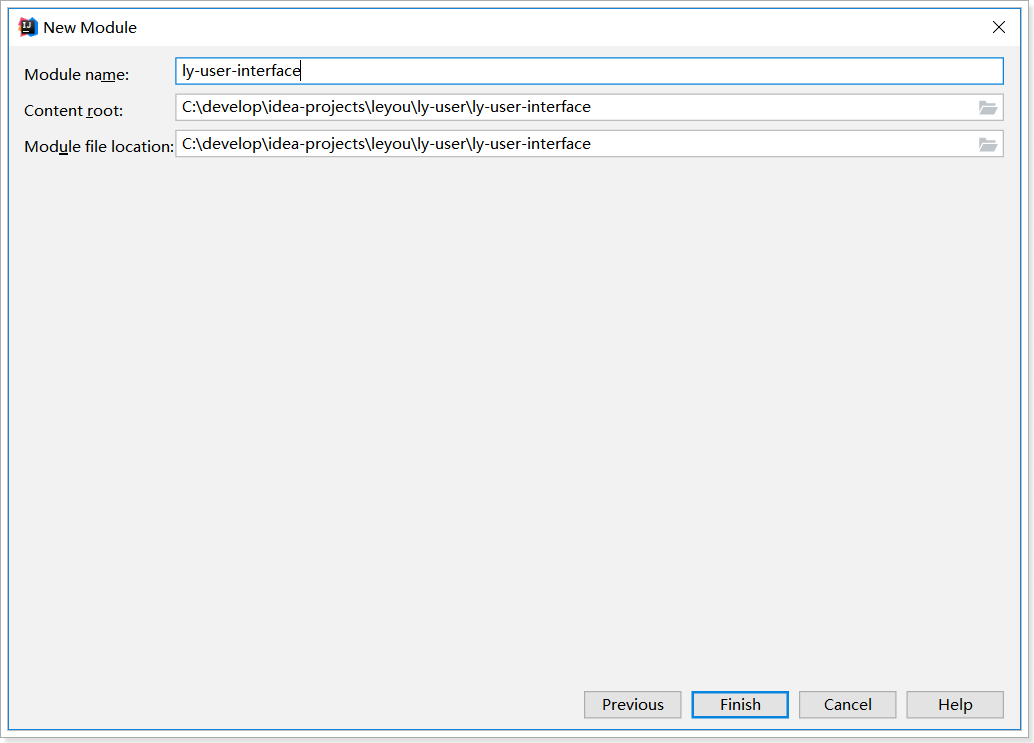 New Module
Module name: ly-user-interface
Content root: C:\develop\idea-projects\leyou\ly-user\ly-user-interface
Module file location: C:\develop\idea-projects\leyou\ly-user\ly-user-interface
Previous Finish Cancel Help